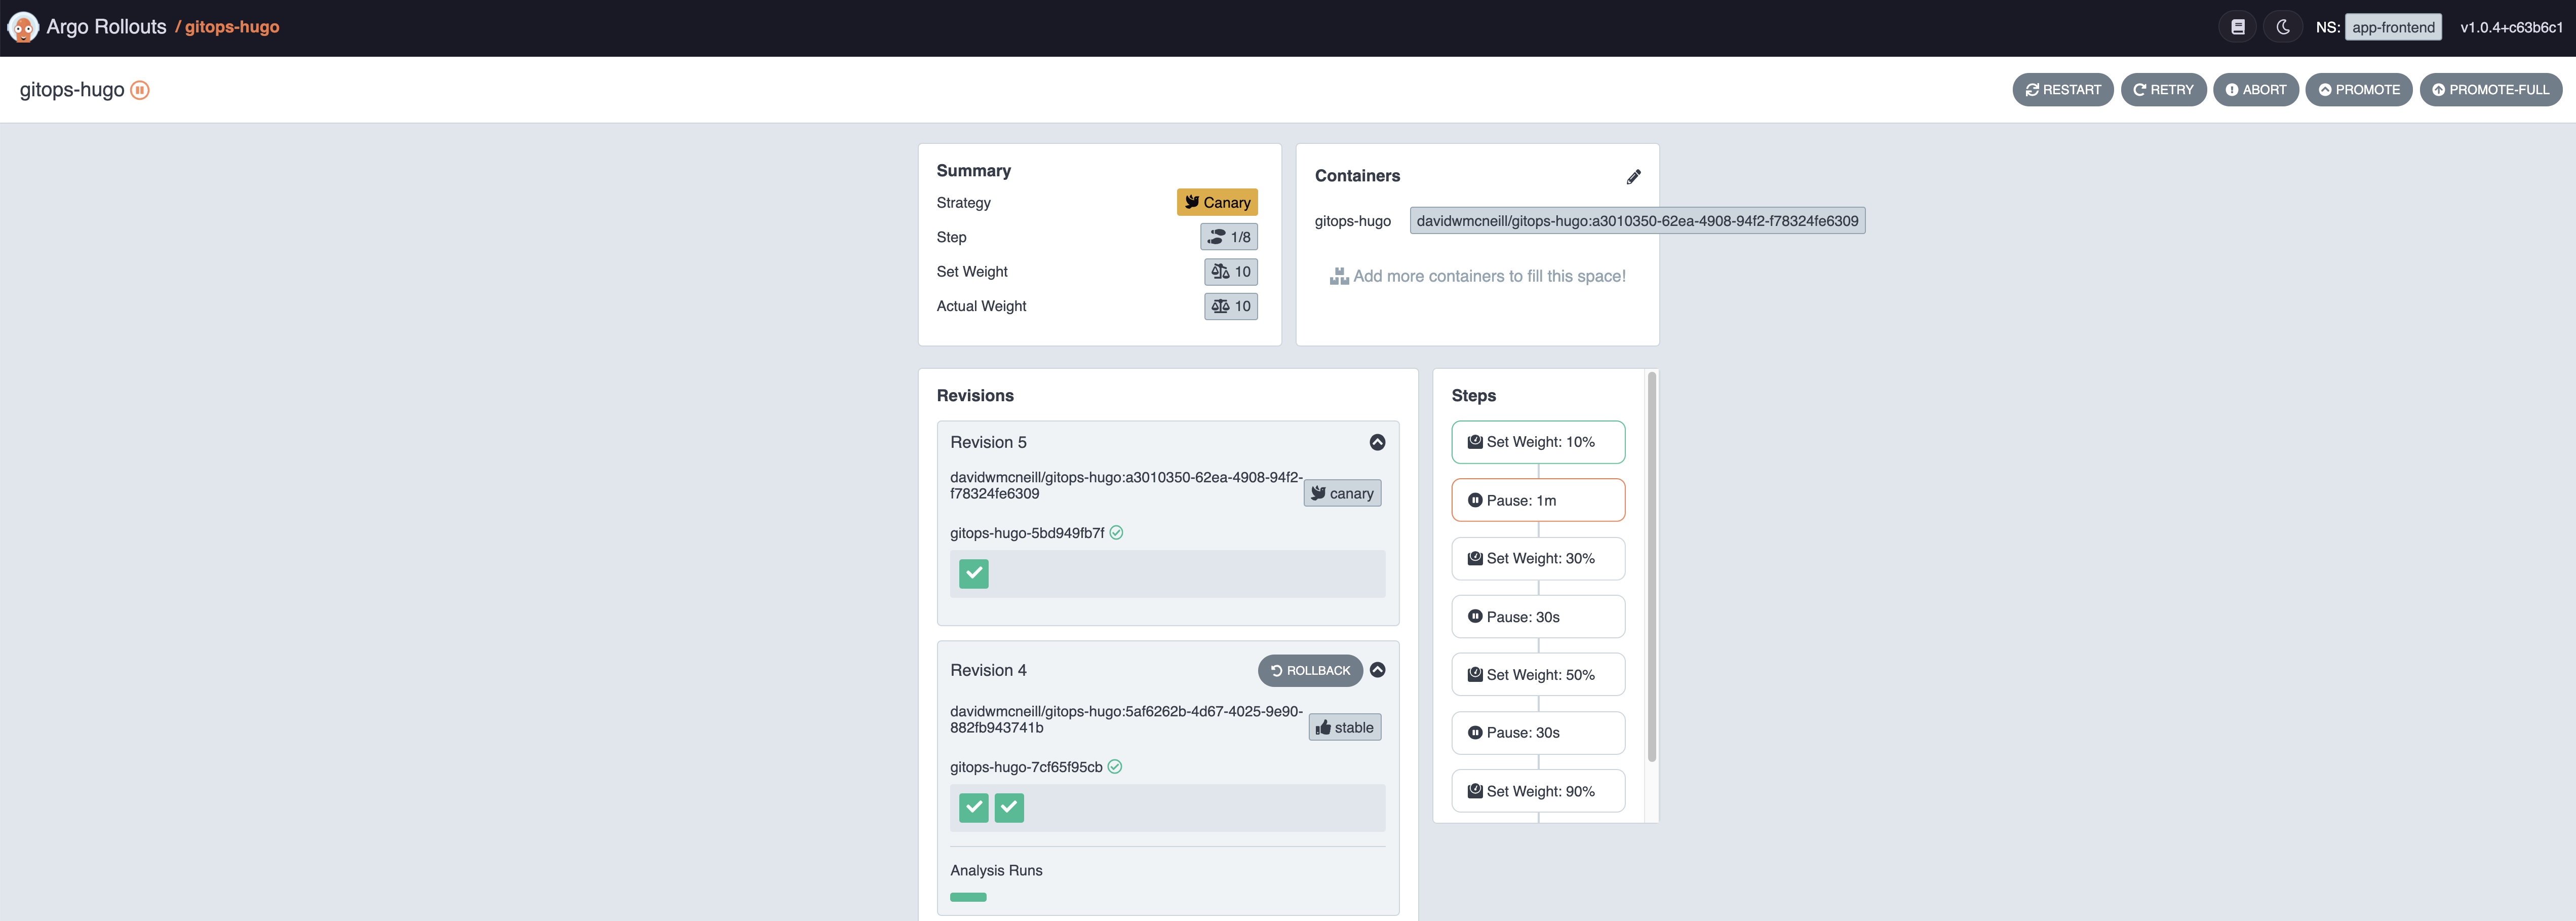 Argo Rollouts / gitops-hugo
NS: app-frontend v1.0.4+c63b6c1
gitops-hugo
RESTART RETRY ABORT PROMOTE PROMOTE-FULL
Summary
Strategy Canary
Step 1/8
Set Weight 10
Actual Weight 10
Containers
gitops-hugo davidwmcneill/gitops-hugo:a3010350-62ea-4908-94f2-f78324fe6309
Add more containers to fill this space!
Revisions
Revision 5
davidwmcneill/gitops-hugo:a3010350-62ea-4908-94f2-
f78324fe6309
canary
gitops-hugo-5bd949fb7f
Revision 4 ROLLBACK
davidwmcneill/gitops-hugo:5af6262b-4d67-4025-9e90-
882fb943741b
stable
gitops-hugo-7cf65f95cb
Analysis Runs
Steps
Set Weight: 10%
Pause: 1m
Set Weight: 30%
Pause: 30s
Set Weight: 50%
Pause: 30s
Set Weight: 90%